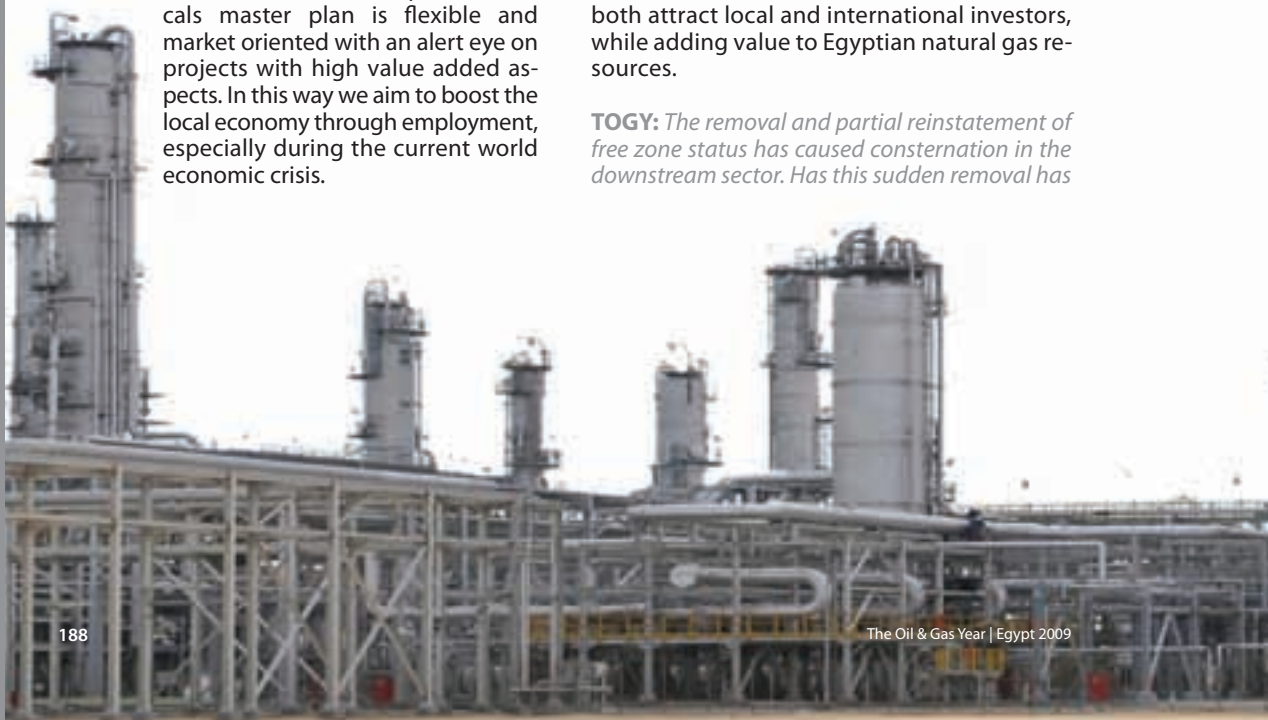 cals master plan is flexible and
market oriented with an alert eye on
projects with high value added as-
pects. In this way we aim to boost the
local economy through employment,
especially during the current world
economic crisis.
both attract local and international investors,
while adding value to Egyptian natural gas re-
sources.
TOGY: The removal and partial reinstatement of
free zone status has caused consternation in the
downstream sector. Has this sudden removal has
188
The Oil & Gas Year | Egypt 2009